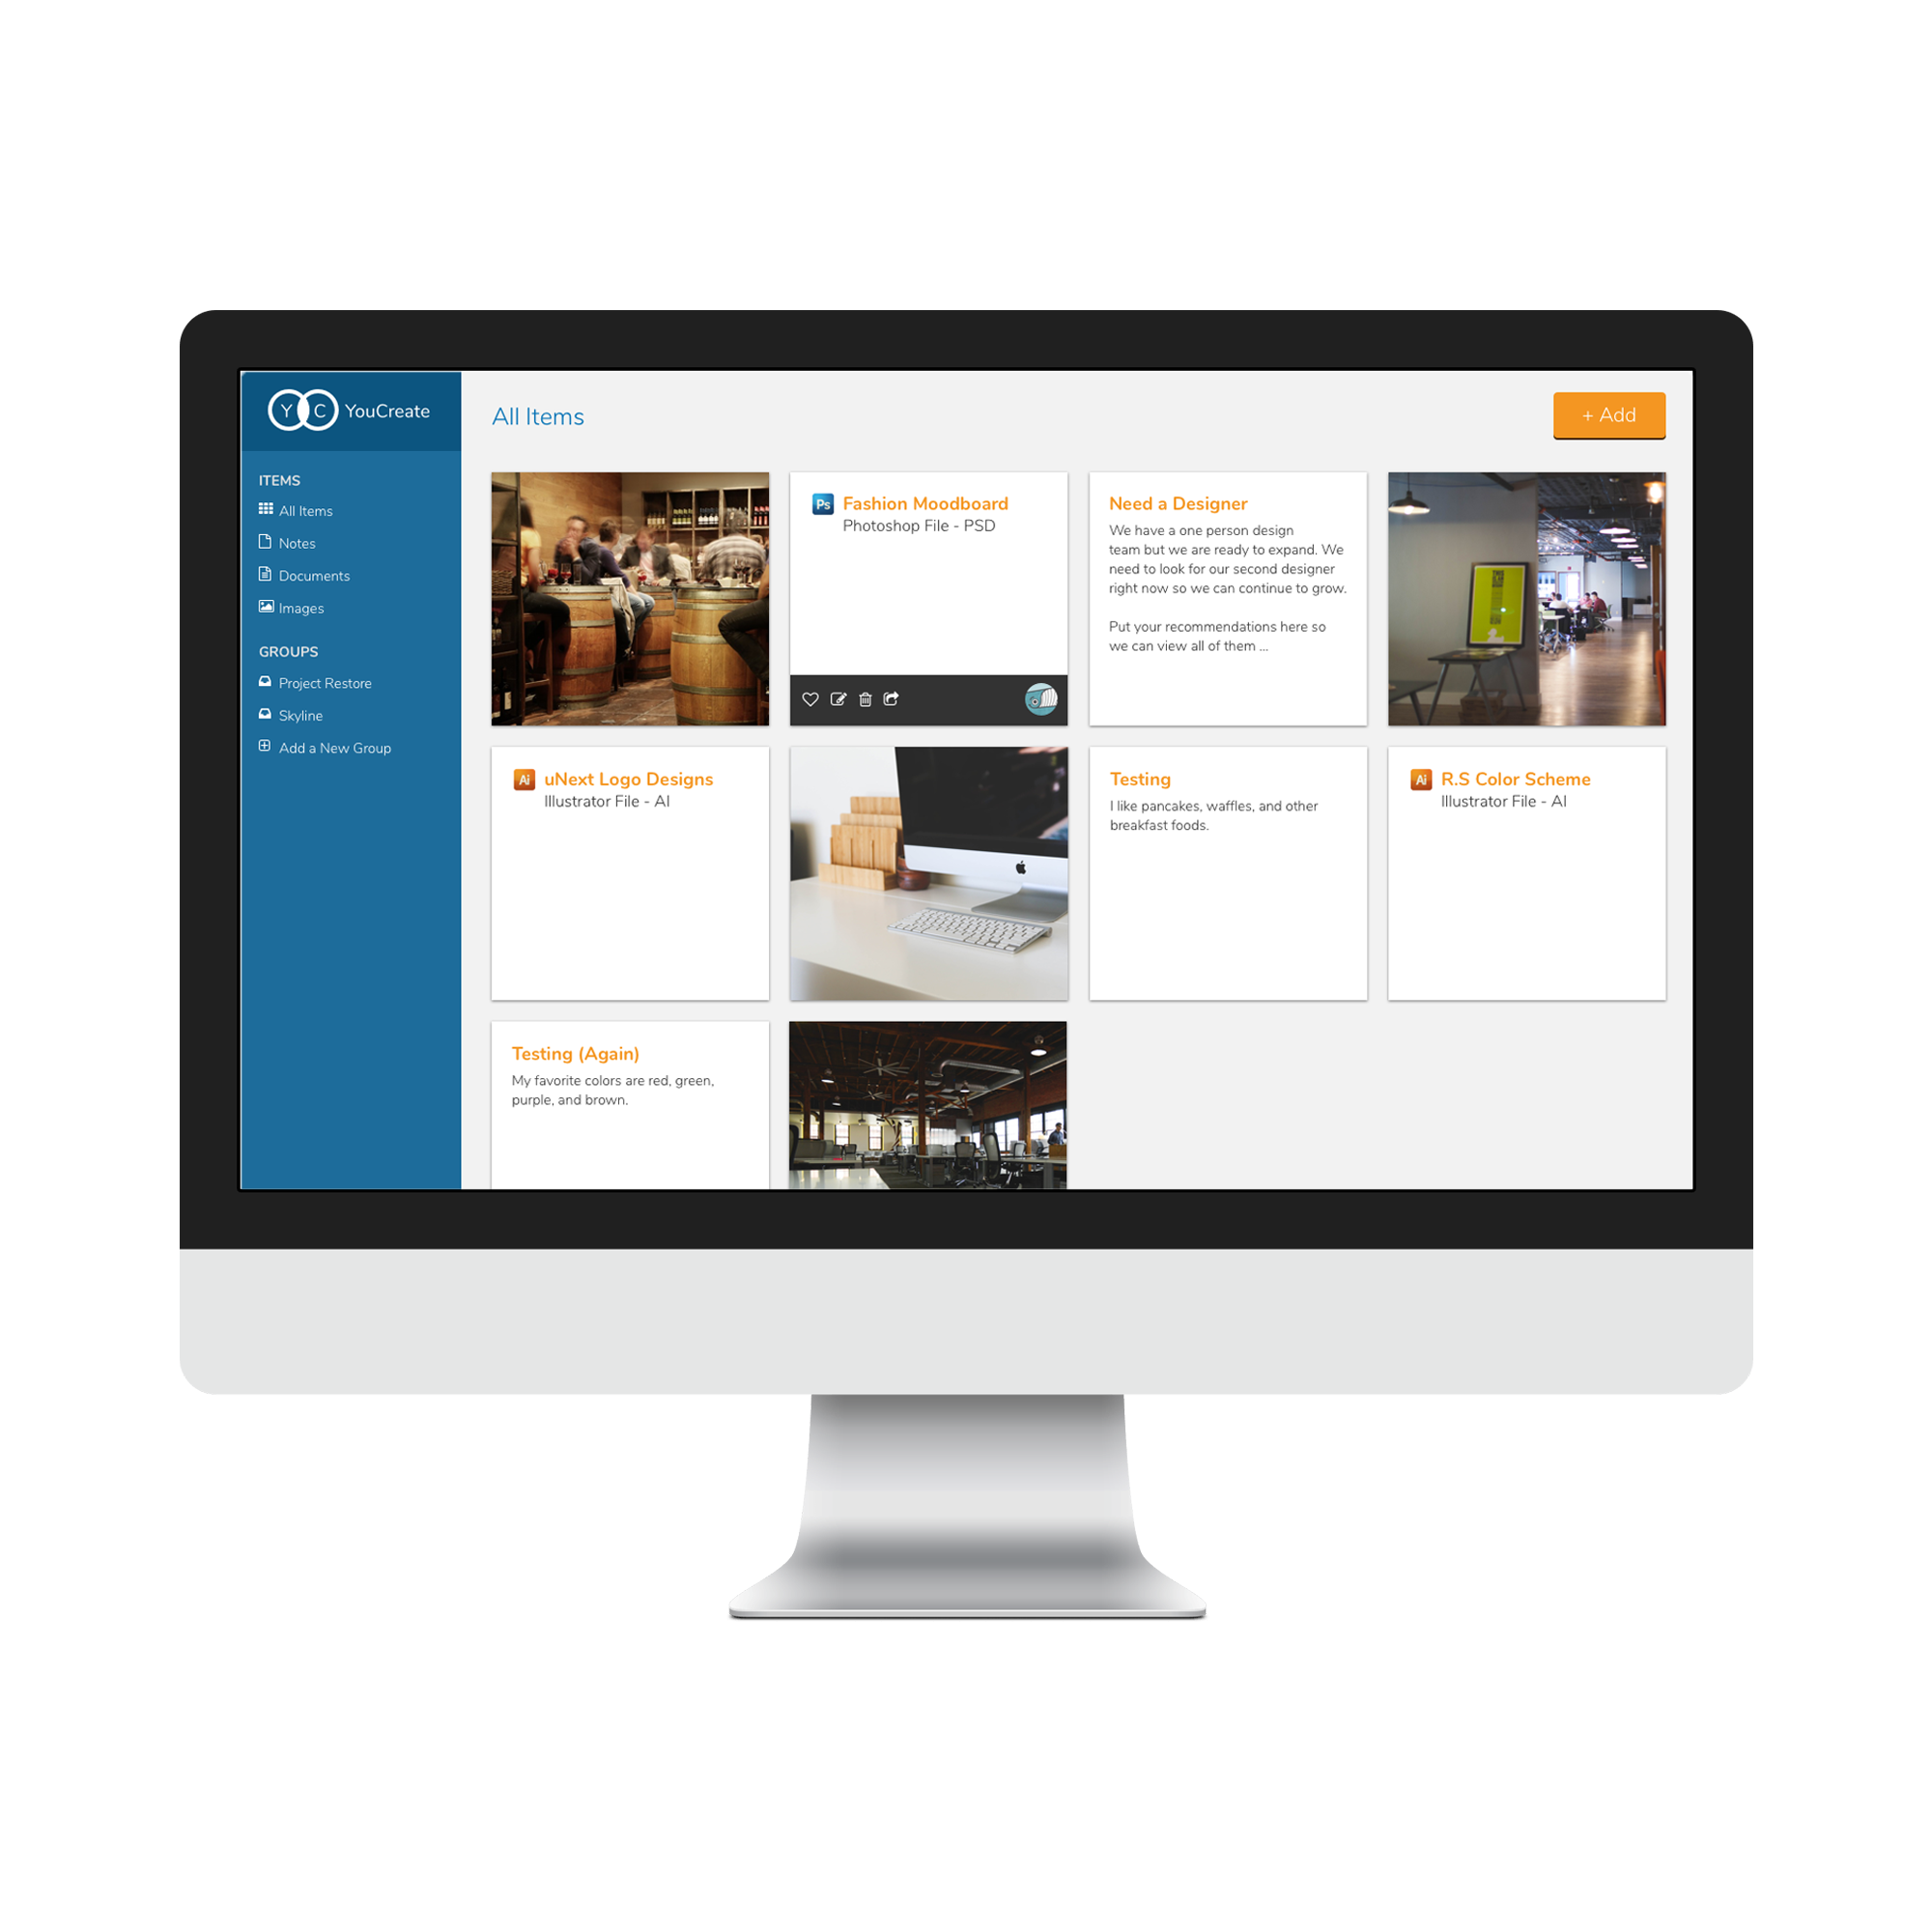 Y C YouCreate
ITEMS
All Items
Notes
Documents
Images
GROUPS
Project Restore
Skyline
Add a New Group
All Items
+ Add
Ps Fashion Moodboard
Photoshop File - PSD
Need a Designer
We have a one person design
team but we are ready to expand. We
need to look for our second designer
right now so we can continue to grow.
Put your recommendations here so
we can view all of them ...
Ai uNext Logo Designs
Illustrator File - AI
Testing
I like pancakes, waffles, and other
breakfast foods.
Ai R.S Color Scheme
Illustrator File - AI
Testing (Again)
My favorite colors are red, green,
purple, and brown.